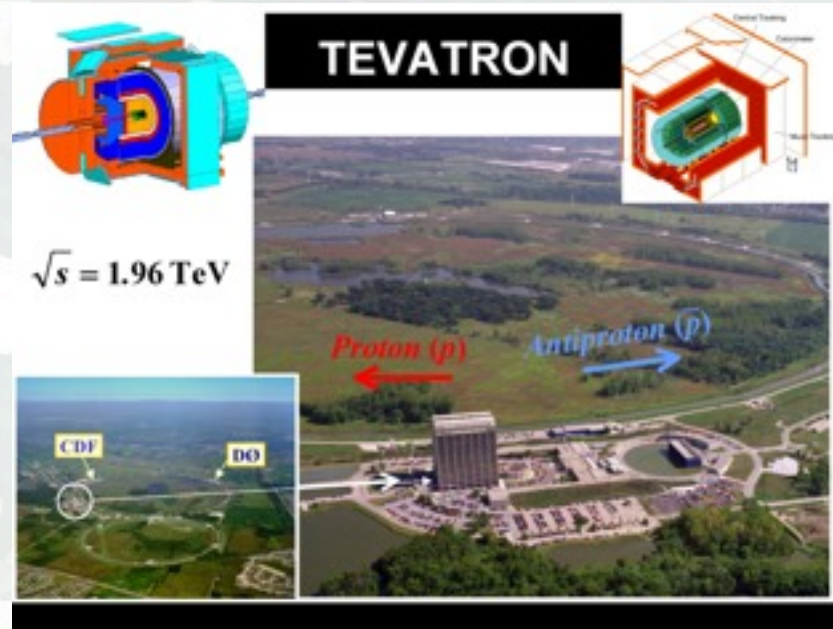 TEVATRON
Central Tracking
Calorimeter
√s = 1.96 TeV
Proton (p)
Antiproton (p̄)
CDF
DØ